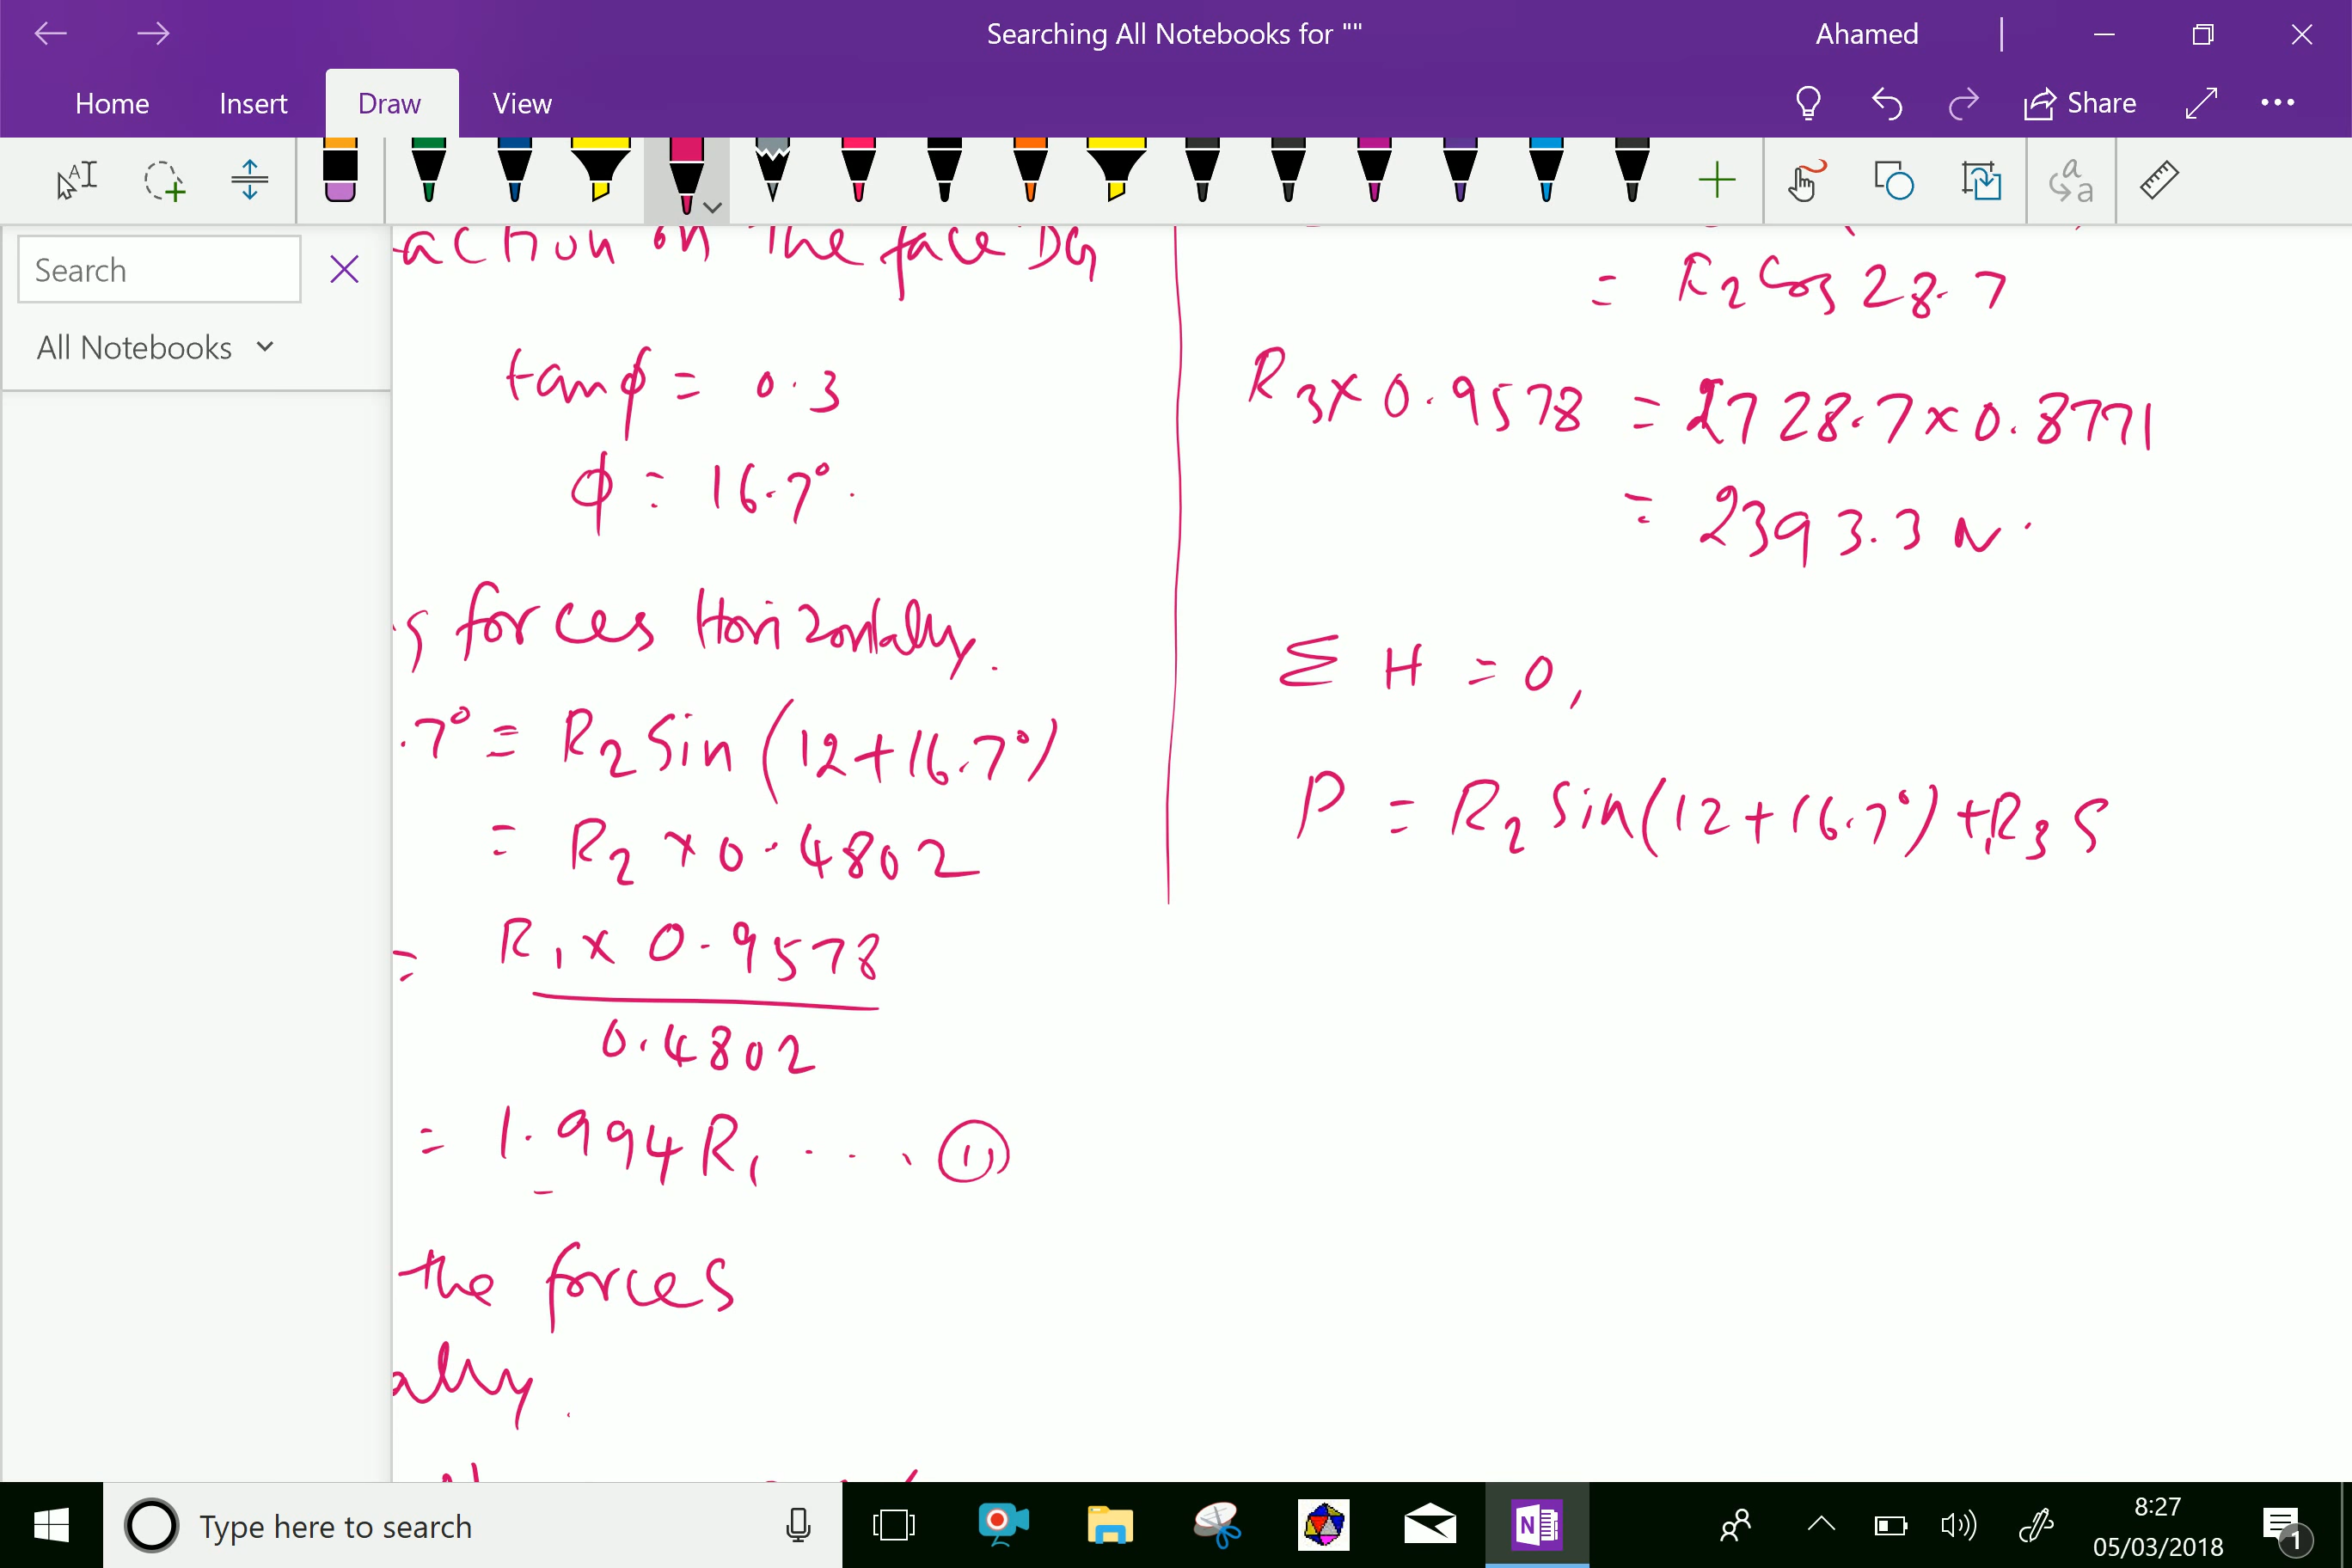 Searching All Notebooks for ""
Ahamed
Home Insert Draw View
Share
Search
All Notebooks
action on the face DG
tanϕ = 0.3
ϕ = 16.7°.
g forces Horizontally.
.7° = R2 Sin (12+16.7°)
= R2 × 0.4802
= R1 × 0.9578
0.4802
= 1.994 R1 .... (1)
the forces
ally.
= R2 Cos 28.7
R3 × 0.9578 = 2728.7 × 0.8771
= 2393.3 N.
Σ H = 0,
P = R2 Sin(12+16.7°) + R3 S
Type here to search
8:27
05/03/2018
1